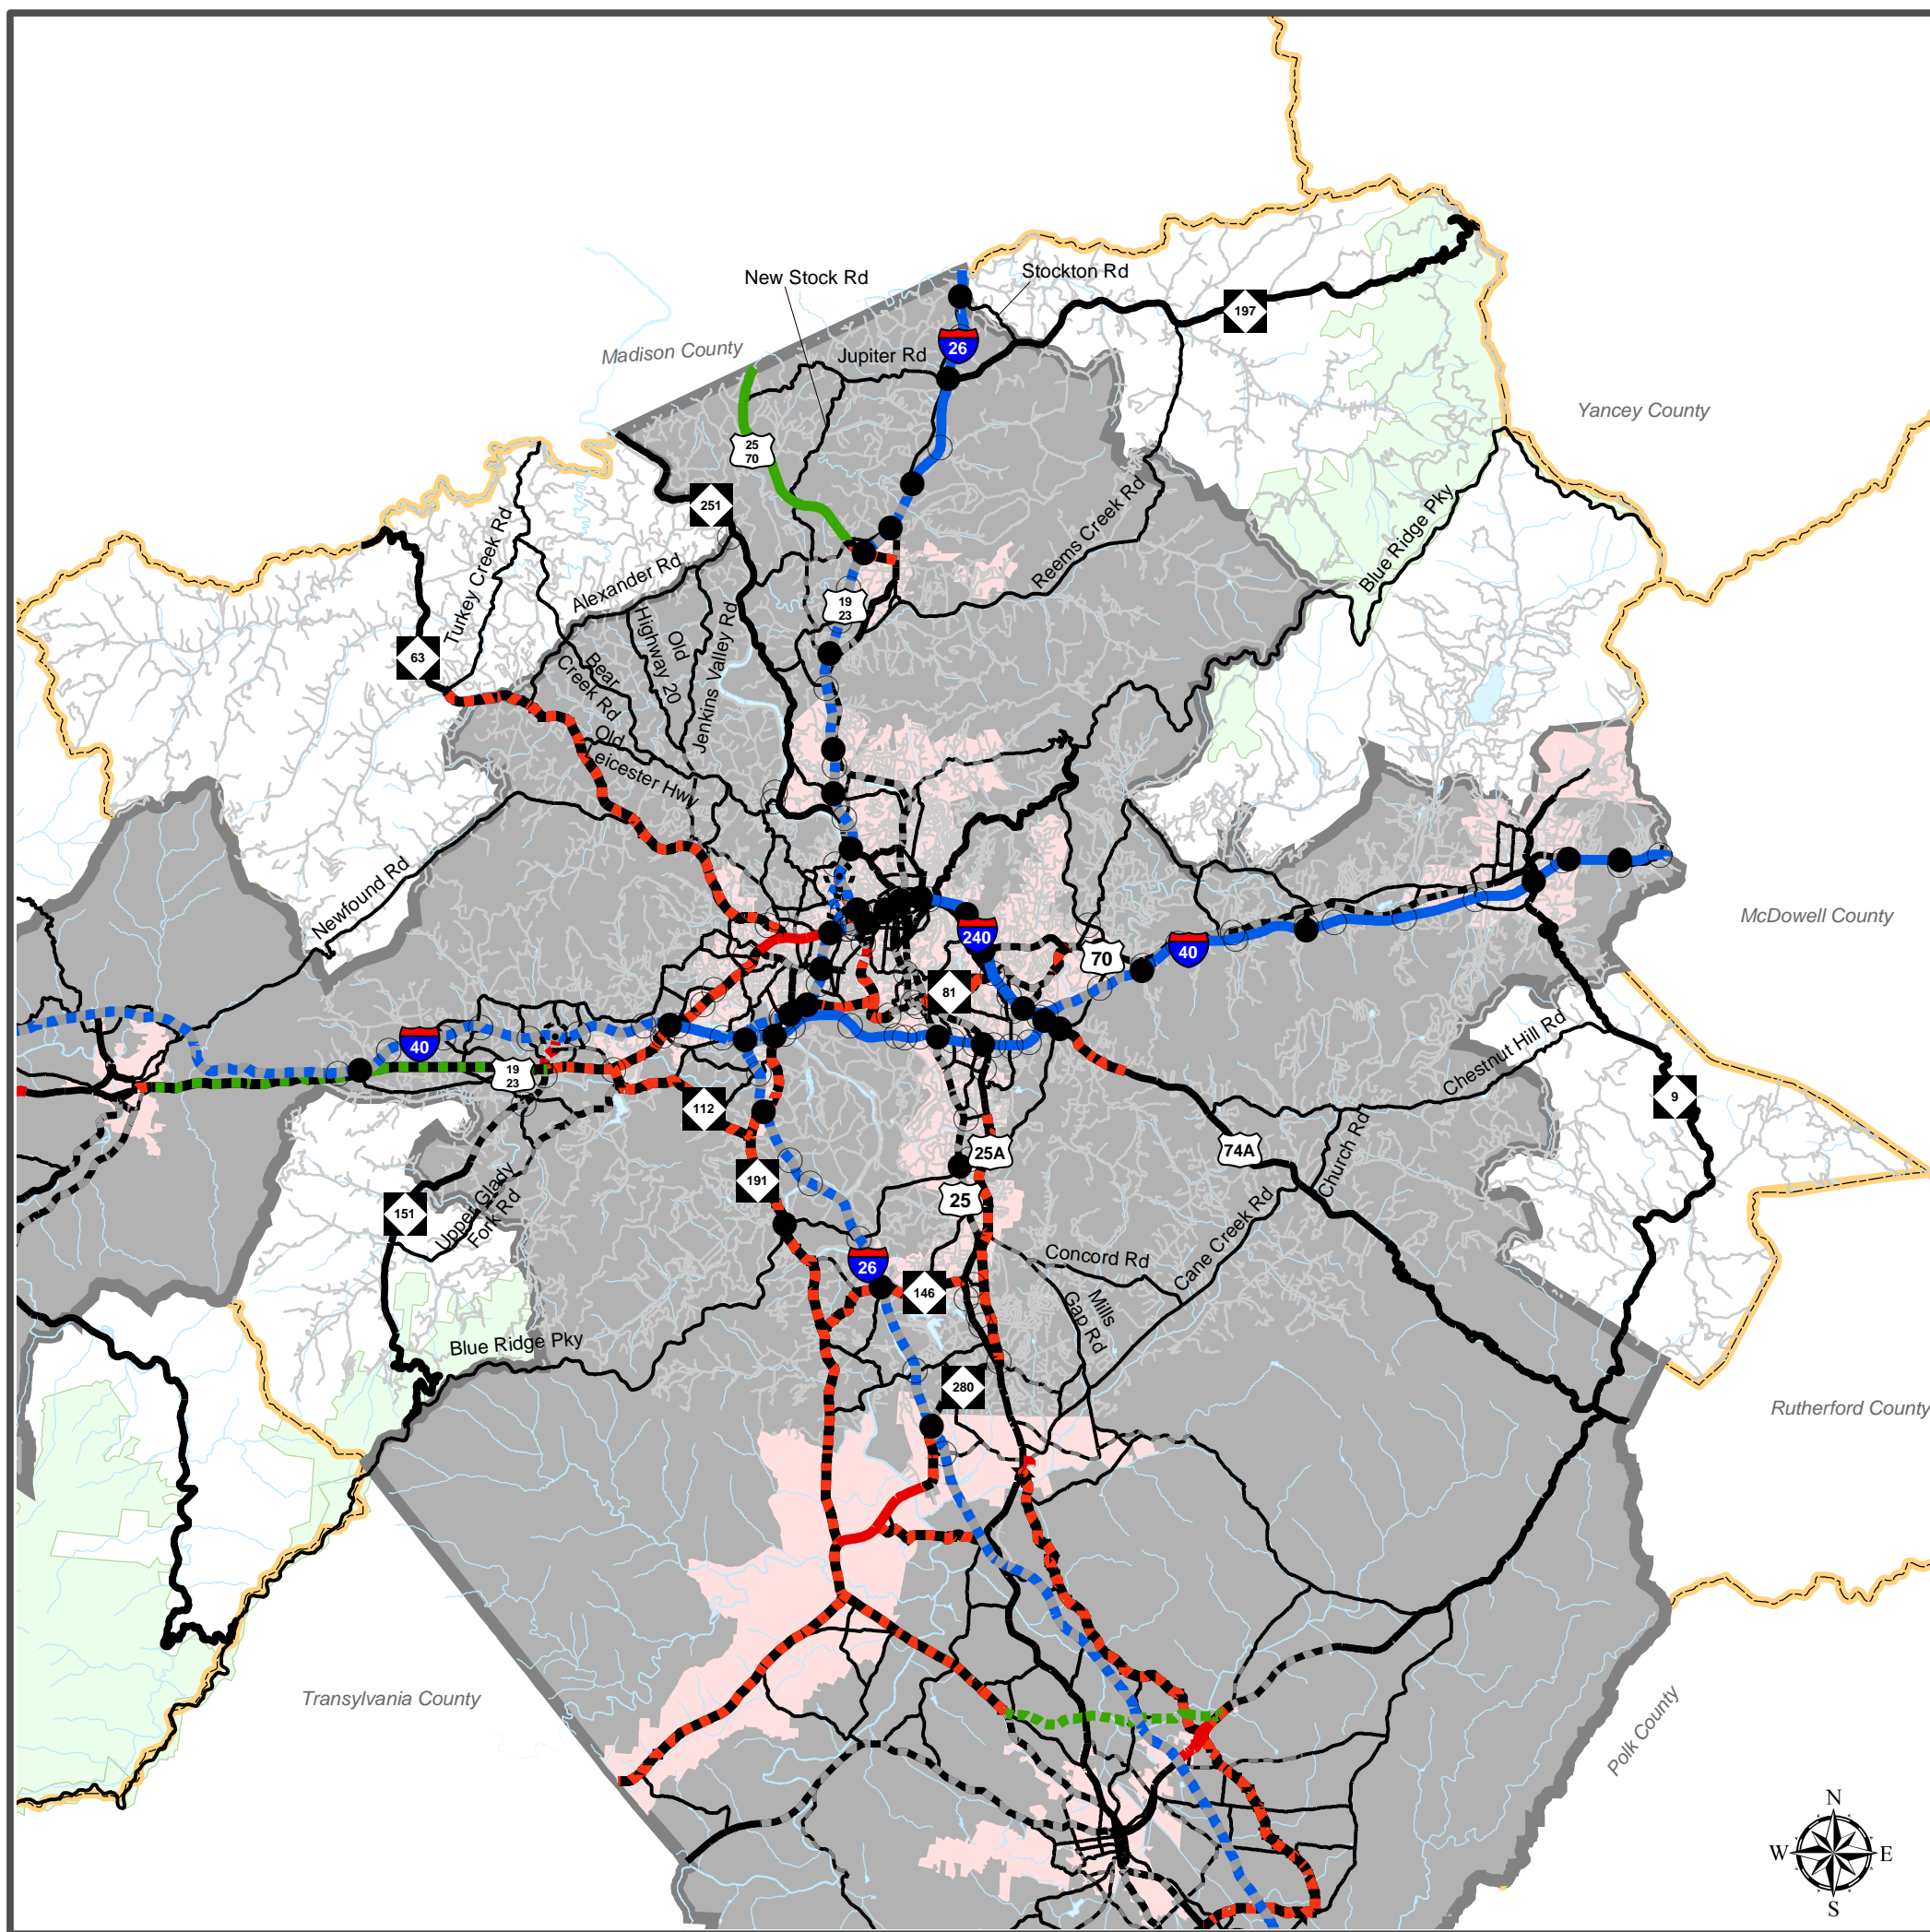 New Stock Rd
Stockton Rd
197
26
Madison County
Jupiter Rd
Yancey County
25
70
251
Turkey Creek Rd
Reems Creek Rd
Blue Ridge Pky
Alexander Rd
19
23
Old
Highway 20
Jenkins Valley Rd
63
Bear
Creek Rd
Old
Leicester Hwy
Newfound Rd
McDowell County
240
70
40
81
40
19
23
112
Chestnut Hill Rd
9
25A
74A
Church Rd
191
25
151
Upper Glady
Fork Rd
Concord Rd
Cane Creek Rd
26
146
Mills
Gap Rd
Blue Ridge Pky
280
Rutherford County
Transylvania County
Polk County
N
W
E
S